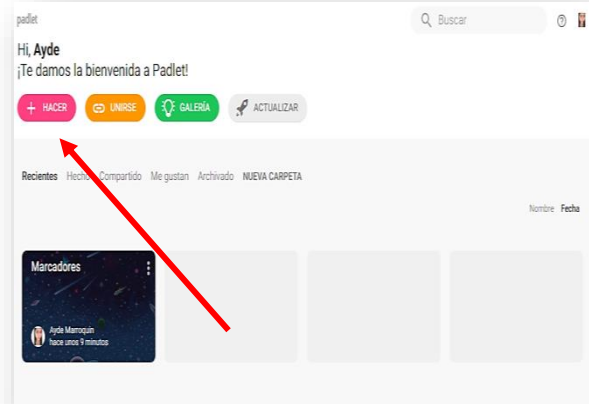 padlet
Buscar
Hi, Ayde
¡Te damos la bienvenida a Padlet!
+ HACER
UNIRSE
GALERÍA
ACTUALIZAR
Recientes Hecho Compartido Me gustan Archivado NUEVA CARPETA
Nombre Fecha
Marcadores
Ayde Marroquin
hace unos 9 minutos